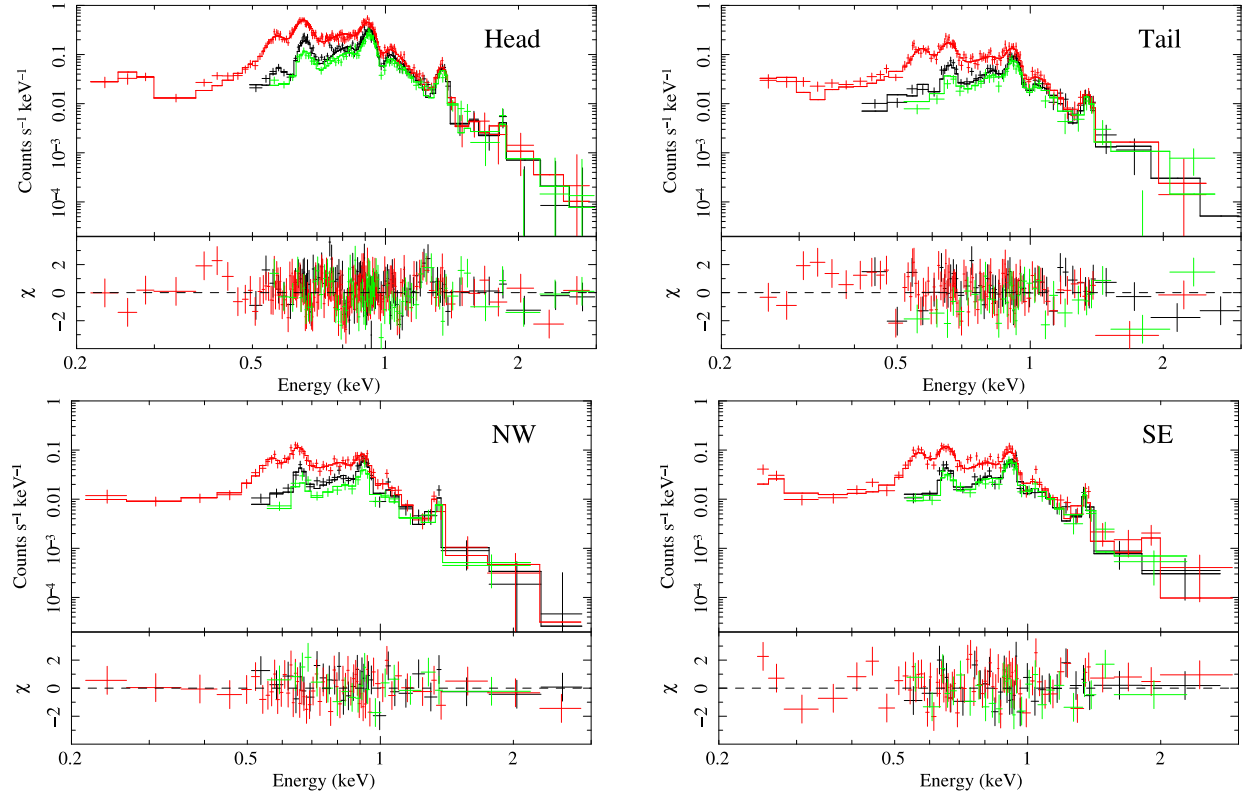 Head
Counts s⁻¹ keV⁻¹
1
0.1
0.01
10⁻³
10⁻⁴
χ
2
0
−2
0.2 0.5 1 2
Energy (keV)
Tail
Counts s⁻¹ keV⁻¹
1
0.1
0.01
10⁻³
10⁻⁴
χ
2
0
−2
0.2 0.5 1 2
Energy (keV)
NW
Counts s⁻¹ keV⁻¹
1
0.1
0.01
10⁻³
10⁻⁴
χ
2
0
−2
0.2 0.5 1 2
Energy (keV)
SE
Counts s⁻¹ keV⁻¹
1
0.1
0.01
10⁻³
10⁻⁴
χ
2
0
−2
0.2 0.5 1 2
Energy (keV)